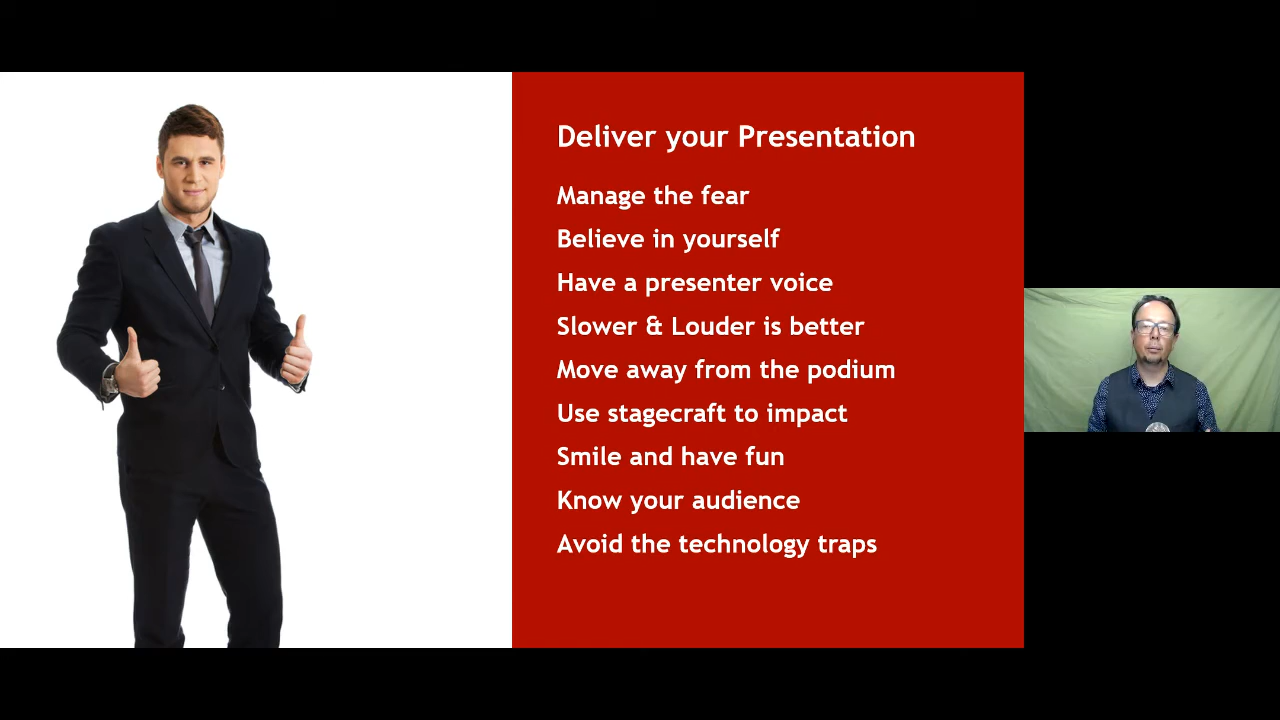 Deliver your Presentation
Manage the fear
Believe in yourself
Have a presenter voice
Slower & Louder is better
Move away from the podium
Use stagecraft to impact
Smile and have fun
Know your audience
Avoid the technology traps